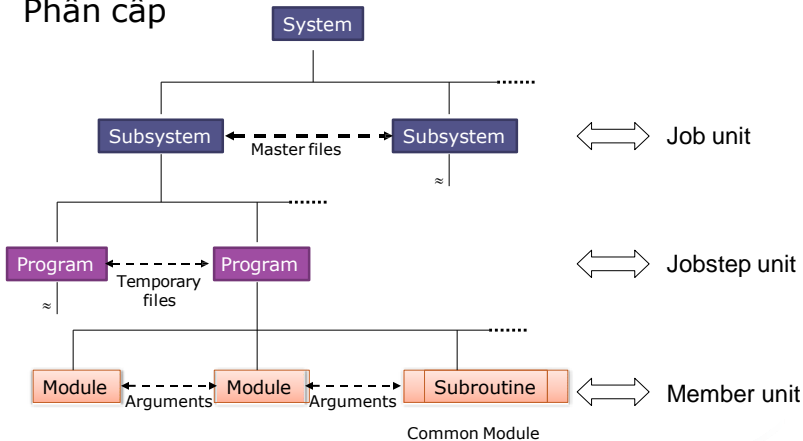 Phân cấp
System
Subsystem
Master files
Subsystem
Job unit
≈
Program
Temporary
files
Program
Jobstep unit
≈
Module
Arguments
Module
Arguments
Subroutine
Member unit
Common Module